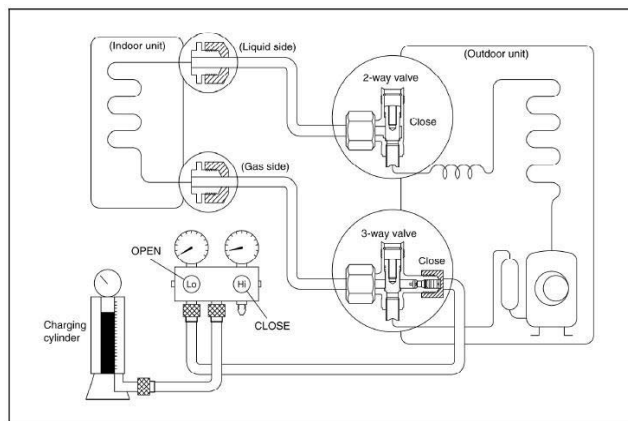 (Indoor unit)
(Liquid side)
(Outdoor unit)
2-way valve
Close
(Gas side)
3-way valve
Close
OPEN
Lo
Hi
CLOSE
Charging
cylinder